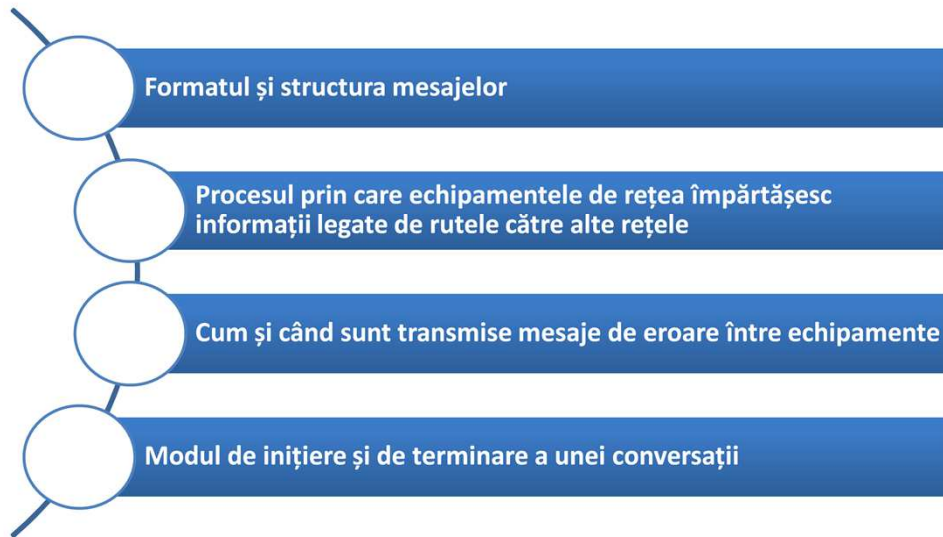 Formatul și structura mesajelor
Procesul prin care echipamentele de rețea împărtășesc
informații legate de rutele către alte rețele
Cum și când sunt transmise mesaje de eroare între echipamente
Modul de inițiere și de terminare a unei conversații